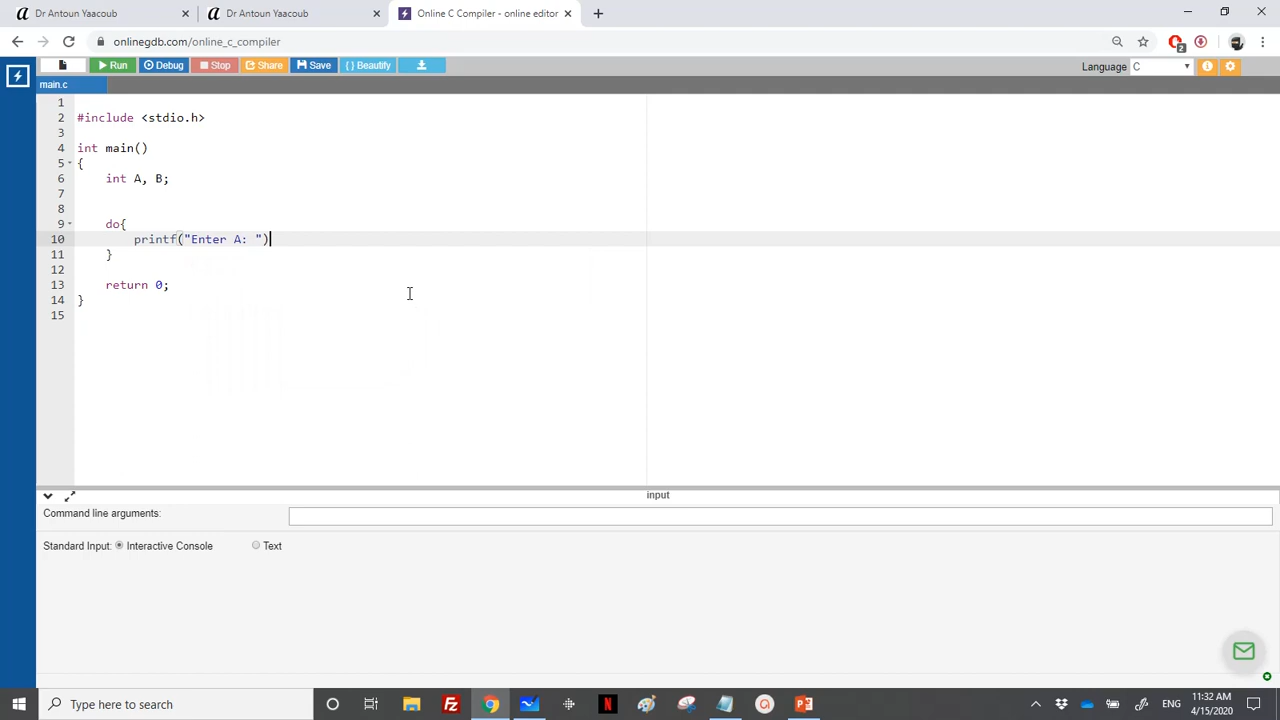 Dr Antoun Yaacoub
Dr Antoun Yaacoub
Online C Compiler - online editor
onlinegdb.com/online_c_compiler
2
Run
Debug
Stop
Share
Save
{ } Beautify
Language
C
main.c
1
2 #include <stdio.h>
3
4 int main()
5 {
6 int A, B;
7
8
9 do{
10 printf("Enter A: ")
11 }
12
13 return 0;
14 }
15
input
Command line arguments:
Standard Input: Interactive Console Text
Type here to search
ENG
11:32 AM
4/15/2020